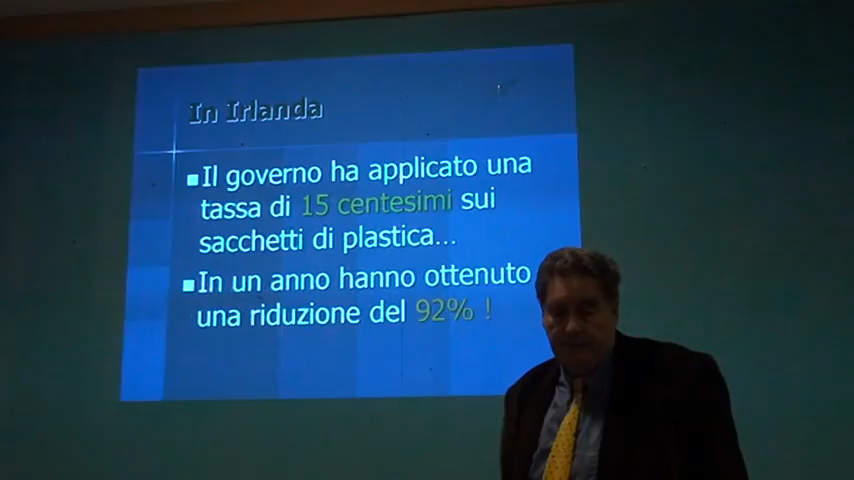 In Irlanda
Il governo ha applicato una
tassa di 15 centesimi sui
sacchetti di plastica...
In un anno hanno ottenuto
una riduzione del 92% !